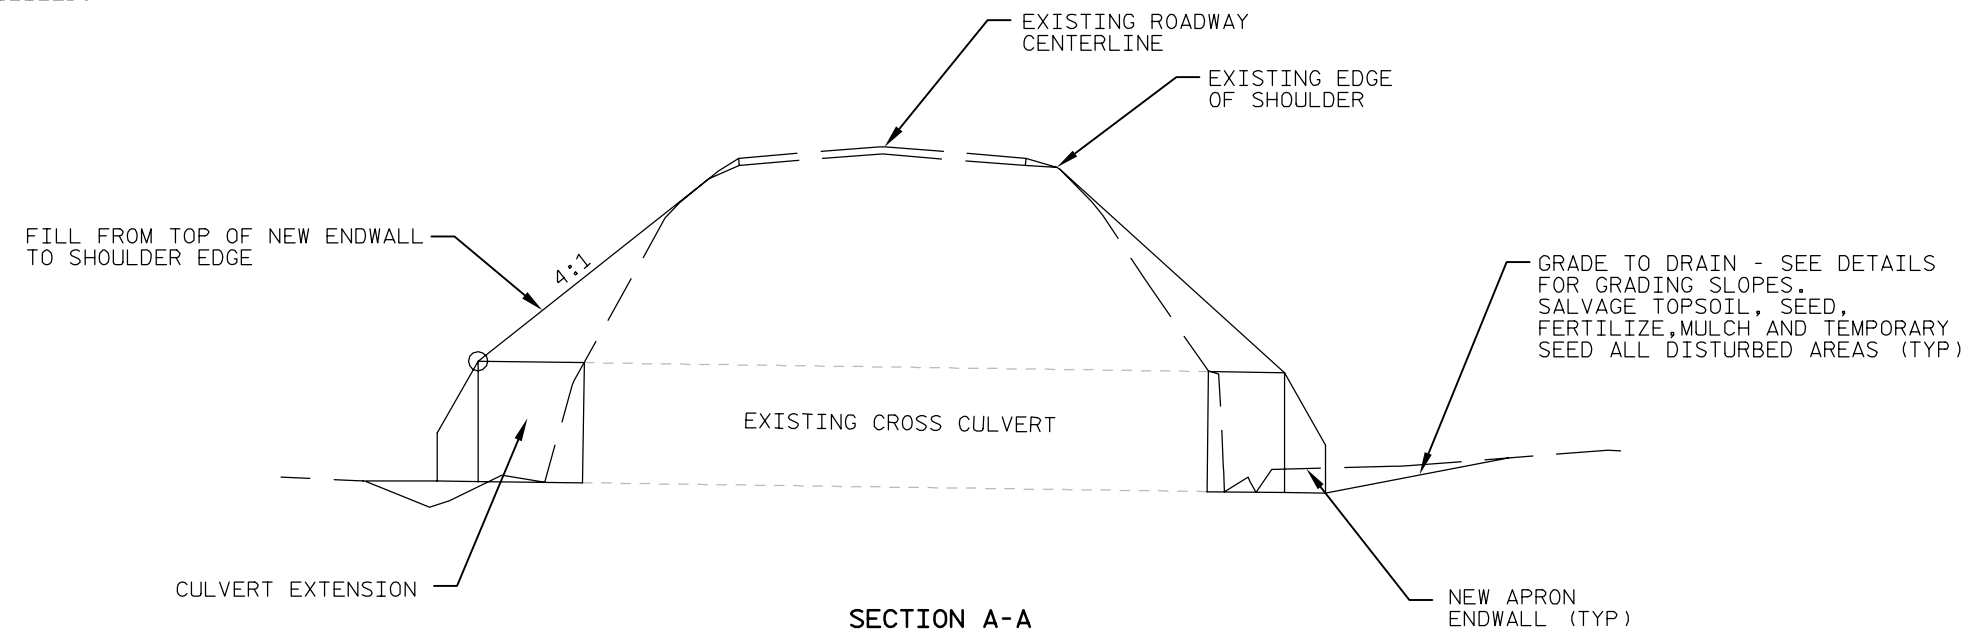 EXISTING ROADWAY
CENTERLINE
EXISTING EDGE
OF SHOULDER
FILL FROM TOP OF NEW ENDWALL
TO SHOULDER EDGE
4:1
GRADE TO DRAIN - SEE DETAILS
FOR GRADING SLOPES.
SALVAGE TOPSOIL, SEED,
FERTILIZE,MULCH AND TEMPORARY
SEED ALL DISTURBED AREAS (TYP)
EXISTING CROSS CULVERT
CULVERT EXTENSION
NEW APRON
ENDWALL (TYP)
SECTION A-A